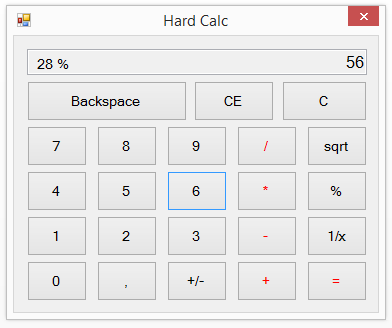 Hard Calc
28 % 56
Backspace CE C
7 8 9 / sqrt
4 5 6 * %
1 2 3 - 1/x
0 , +/- + =